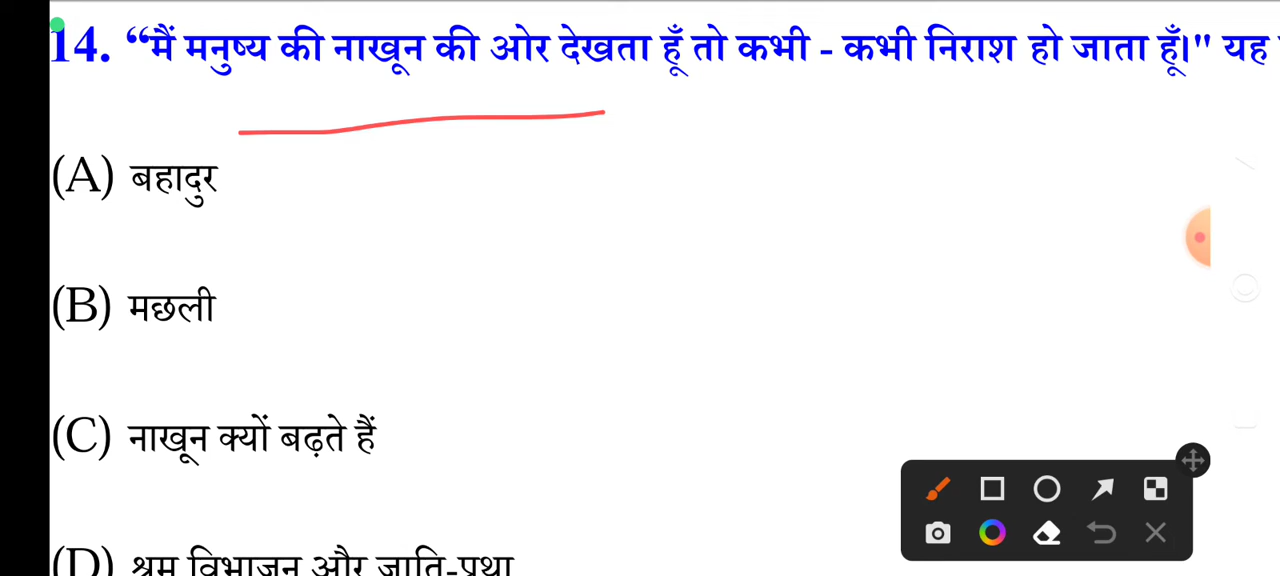 14. “मैं मनुष्य की नाखून की ओर देखता हूँ तो कभी - कभी निराश हो जाता हूँ।" यह
(A) बहादुर
(B) मछली
(C) नाखून क्यों बढ़ते हैं
(D) श्रम विभाजन और जाति-प्रथा